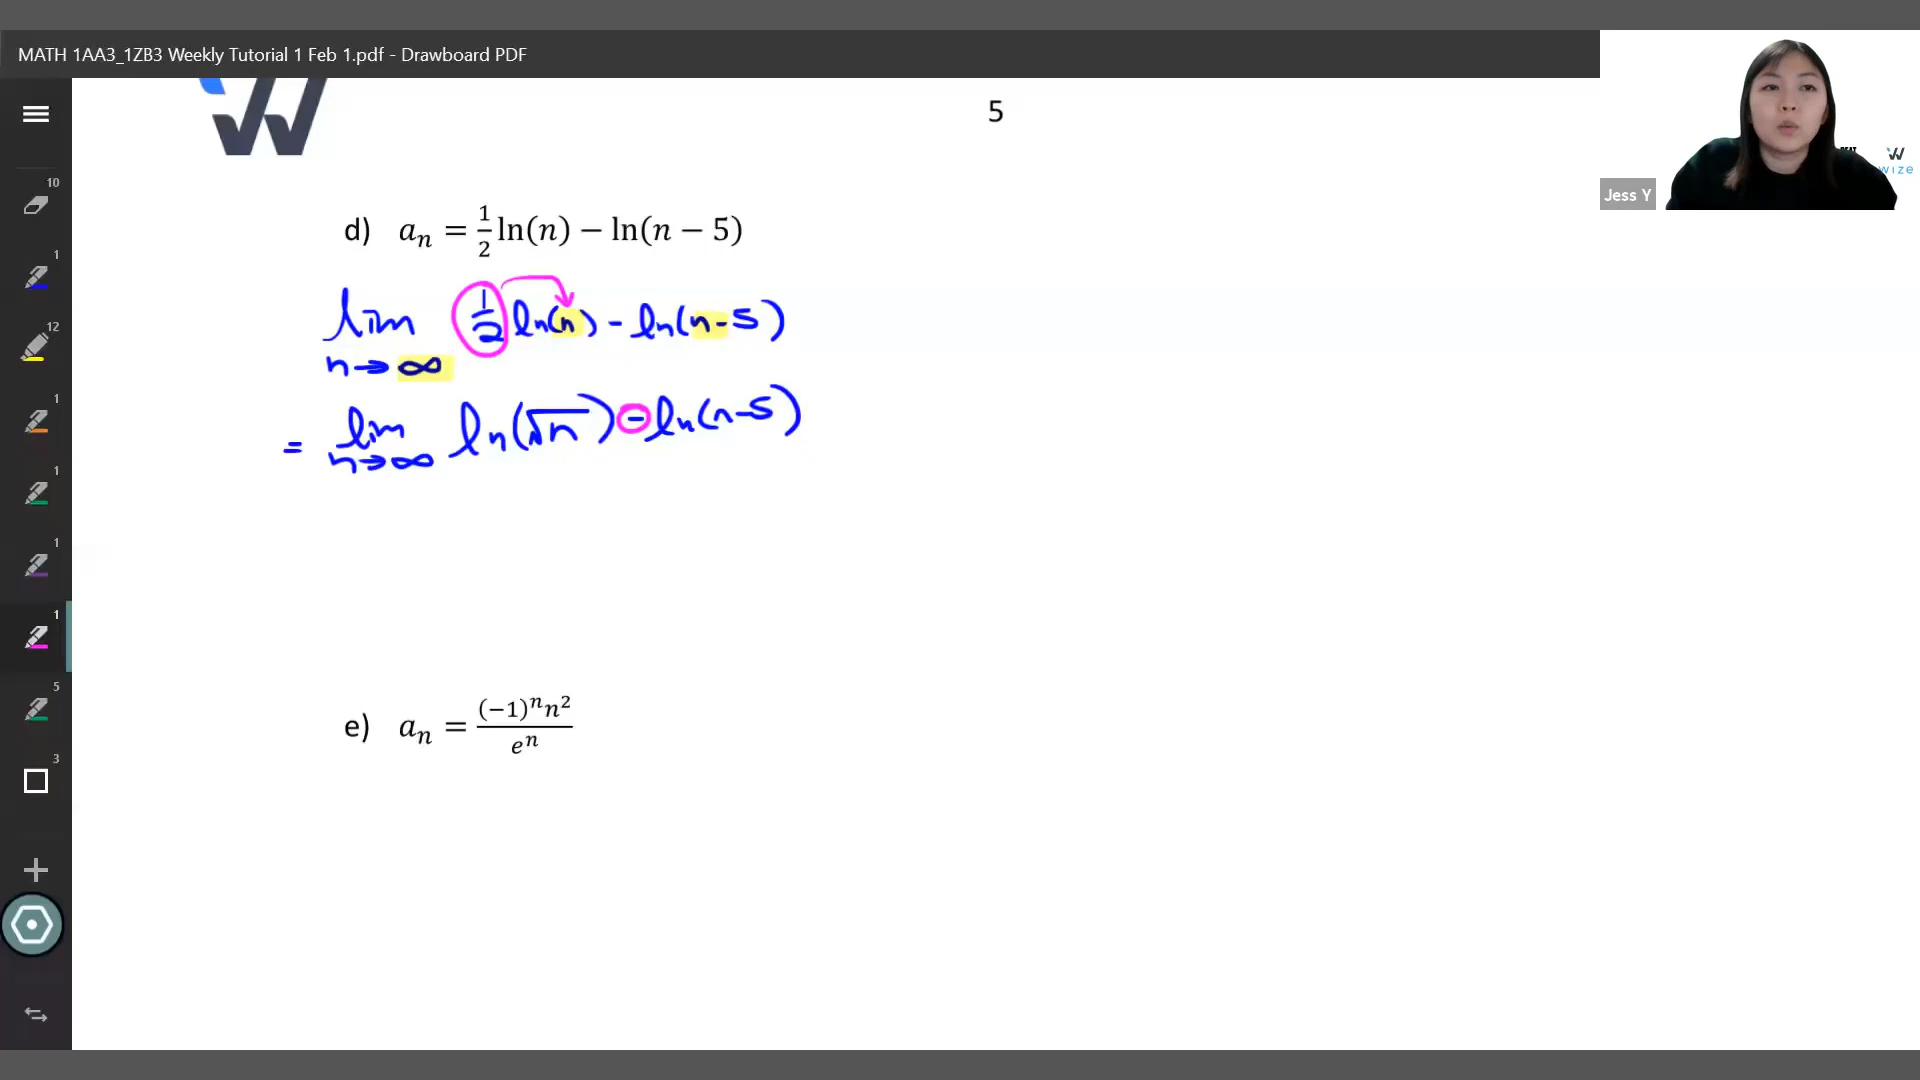 MATH 1AA3_1ZB3 Weekly Tutorial 1 Feb 1.pdf - Drawboard PDF
5
wize
Jess Y
10
1
12
1
1
1
1
5
3
d) aₙ = 1/2 ln(n) − ln(n − 5)
lim n→∞ 1/2 ln(n) - ln(n-5)
= lim n→∞ ln(√n) - ln(n-5)
e) aₙ = (−1)ⁿn²/eⁿ